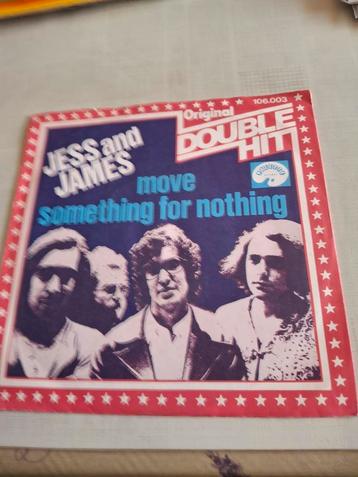 106.003
Original
DOUBLE
HIT
JESS and
JAMES
move
something for nothing